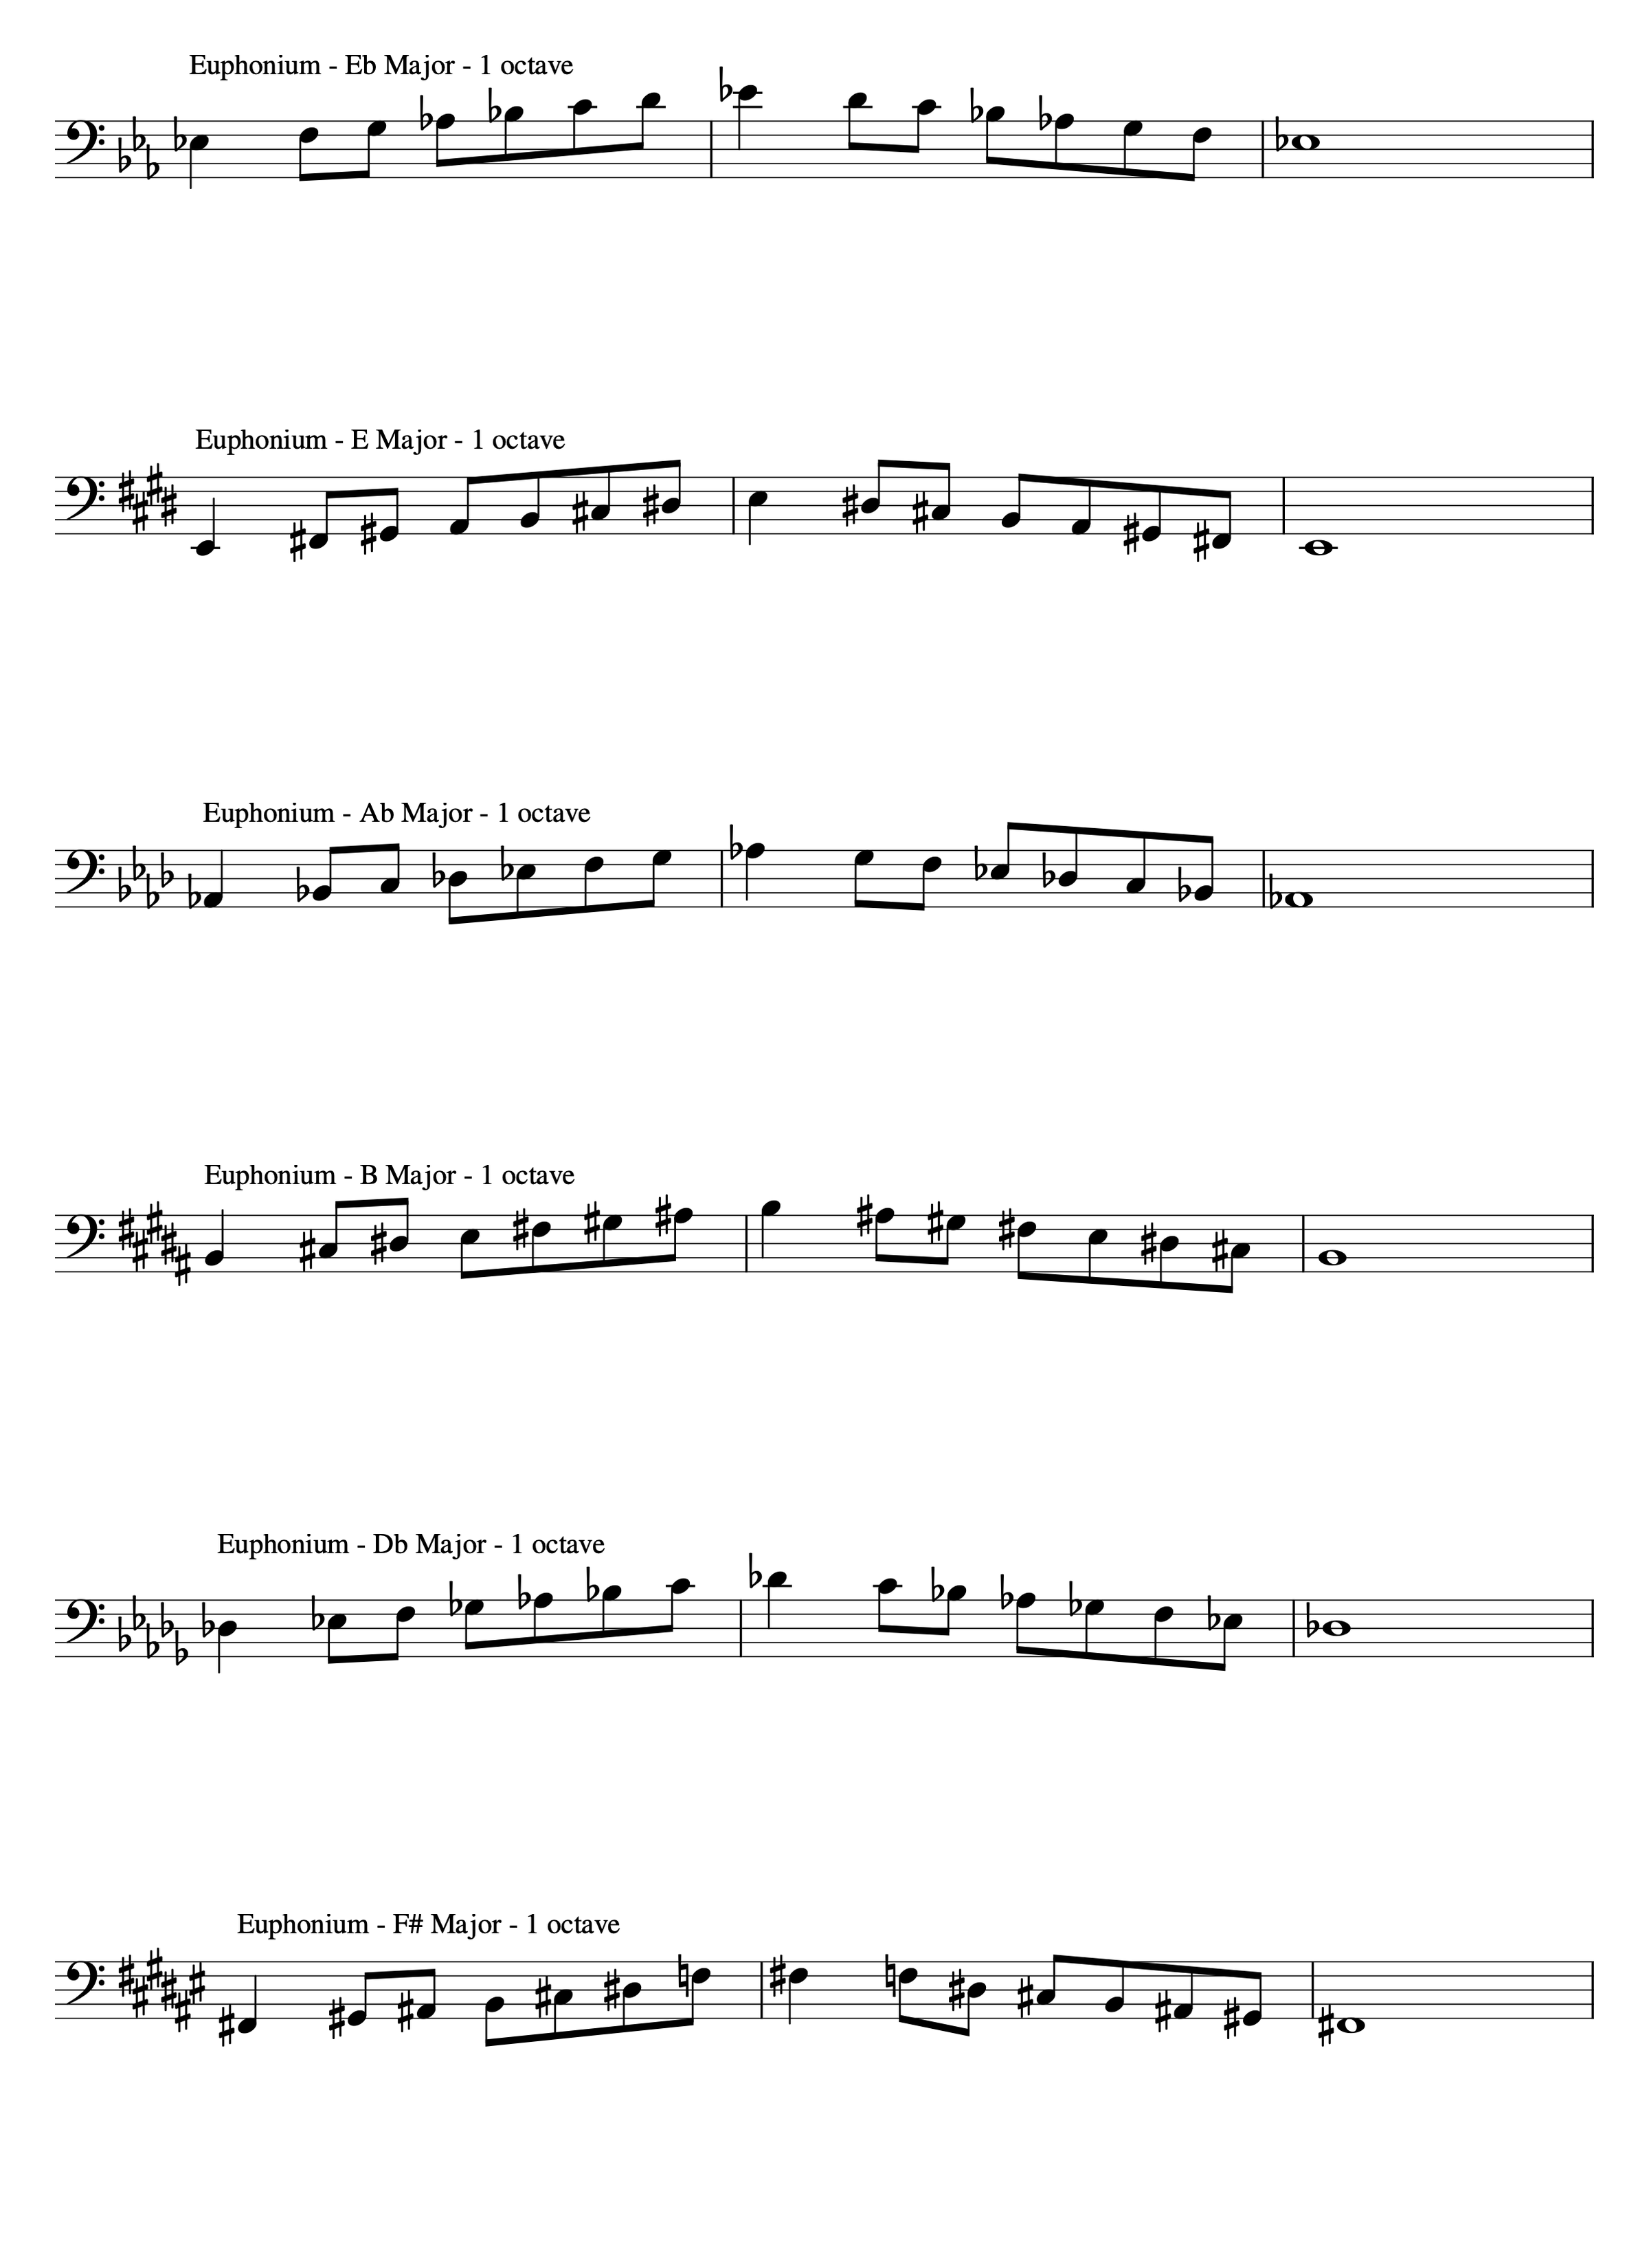 Euphonium - Eb Major - 1 octave
Euphonium - E Major - 1 octave
Euphonium - Ab Major - 1 octave
Euphonium - B Major - 1 octave
Euphonium - Db Major - 1 octave
Euphonium - F# Major - 1 octave